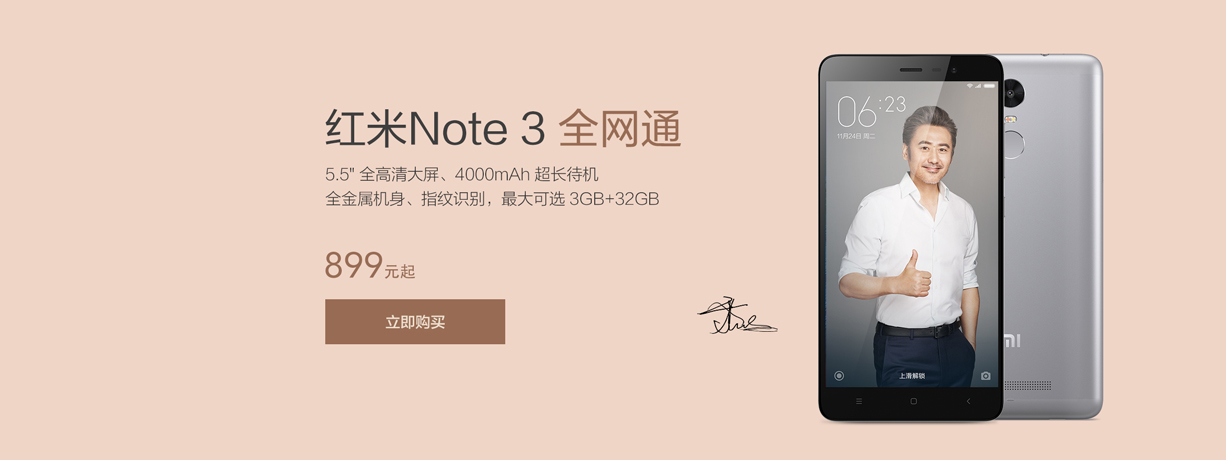 红米Note 3 全网通
5.5" 全高清大屏、4000mAh 超长待机
全金属机身、指纹识别，最大可选 3GB+32GB
899元起
立即购买
06:23
11月24日 周二
上滑解锁
mi